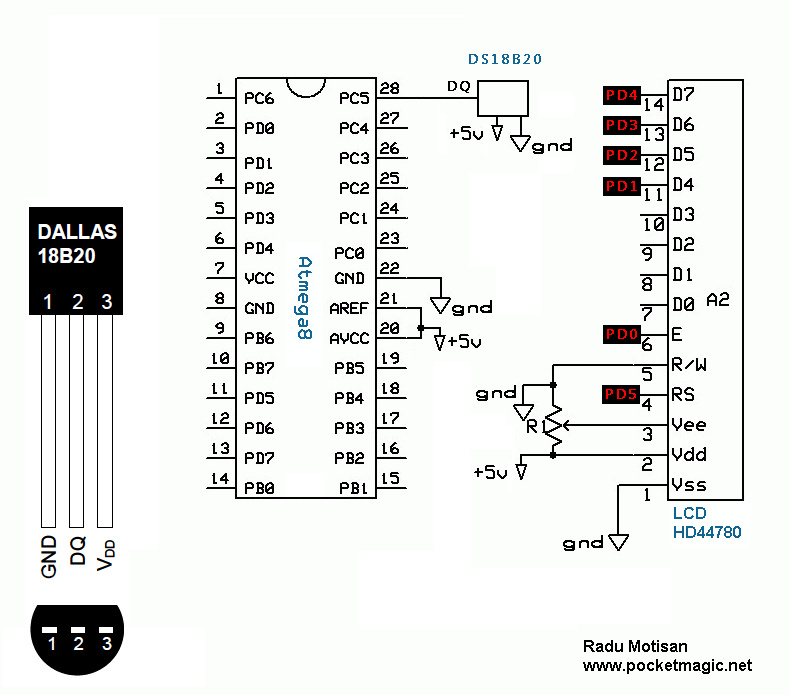 DS18B20
DQ
+5v
gnd
DALLAS
18B20
1 2 3
GND
DQ
VDD
1 2 3
1 PC6 PC5 28
2 PD0 PC4 27
3 PD1 PC3 26
4 PD2 PC2 25
5 PD3 PC1 24
6 PD4 PC0 23
7 VCC GND 22
8 GND AREF 21
9 PB6 AVCC 20
10 PB7 PB5 19
11 PD5 PB4 18
12 PD6 PB3 17
13 PD7 PB2 16
14 PB0 PB1 15
Atmega8
gnd
+5v
PD4 14 D7
PD3 13 D6
PD2 12 D5
PD1 11 D4
10 D3
9 D2
8 D1
7 D0
A2
PD0 6 E
5 R/W
gnd
PD5 4 RS
R1
3 Vee
+5v
2 Vdd
1 Vss
gnd
LCD
HD44780
Radu Motisan
www.pocketmagic.net